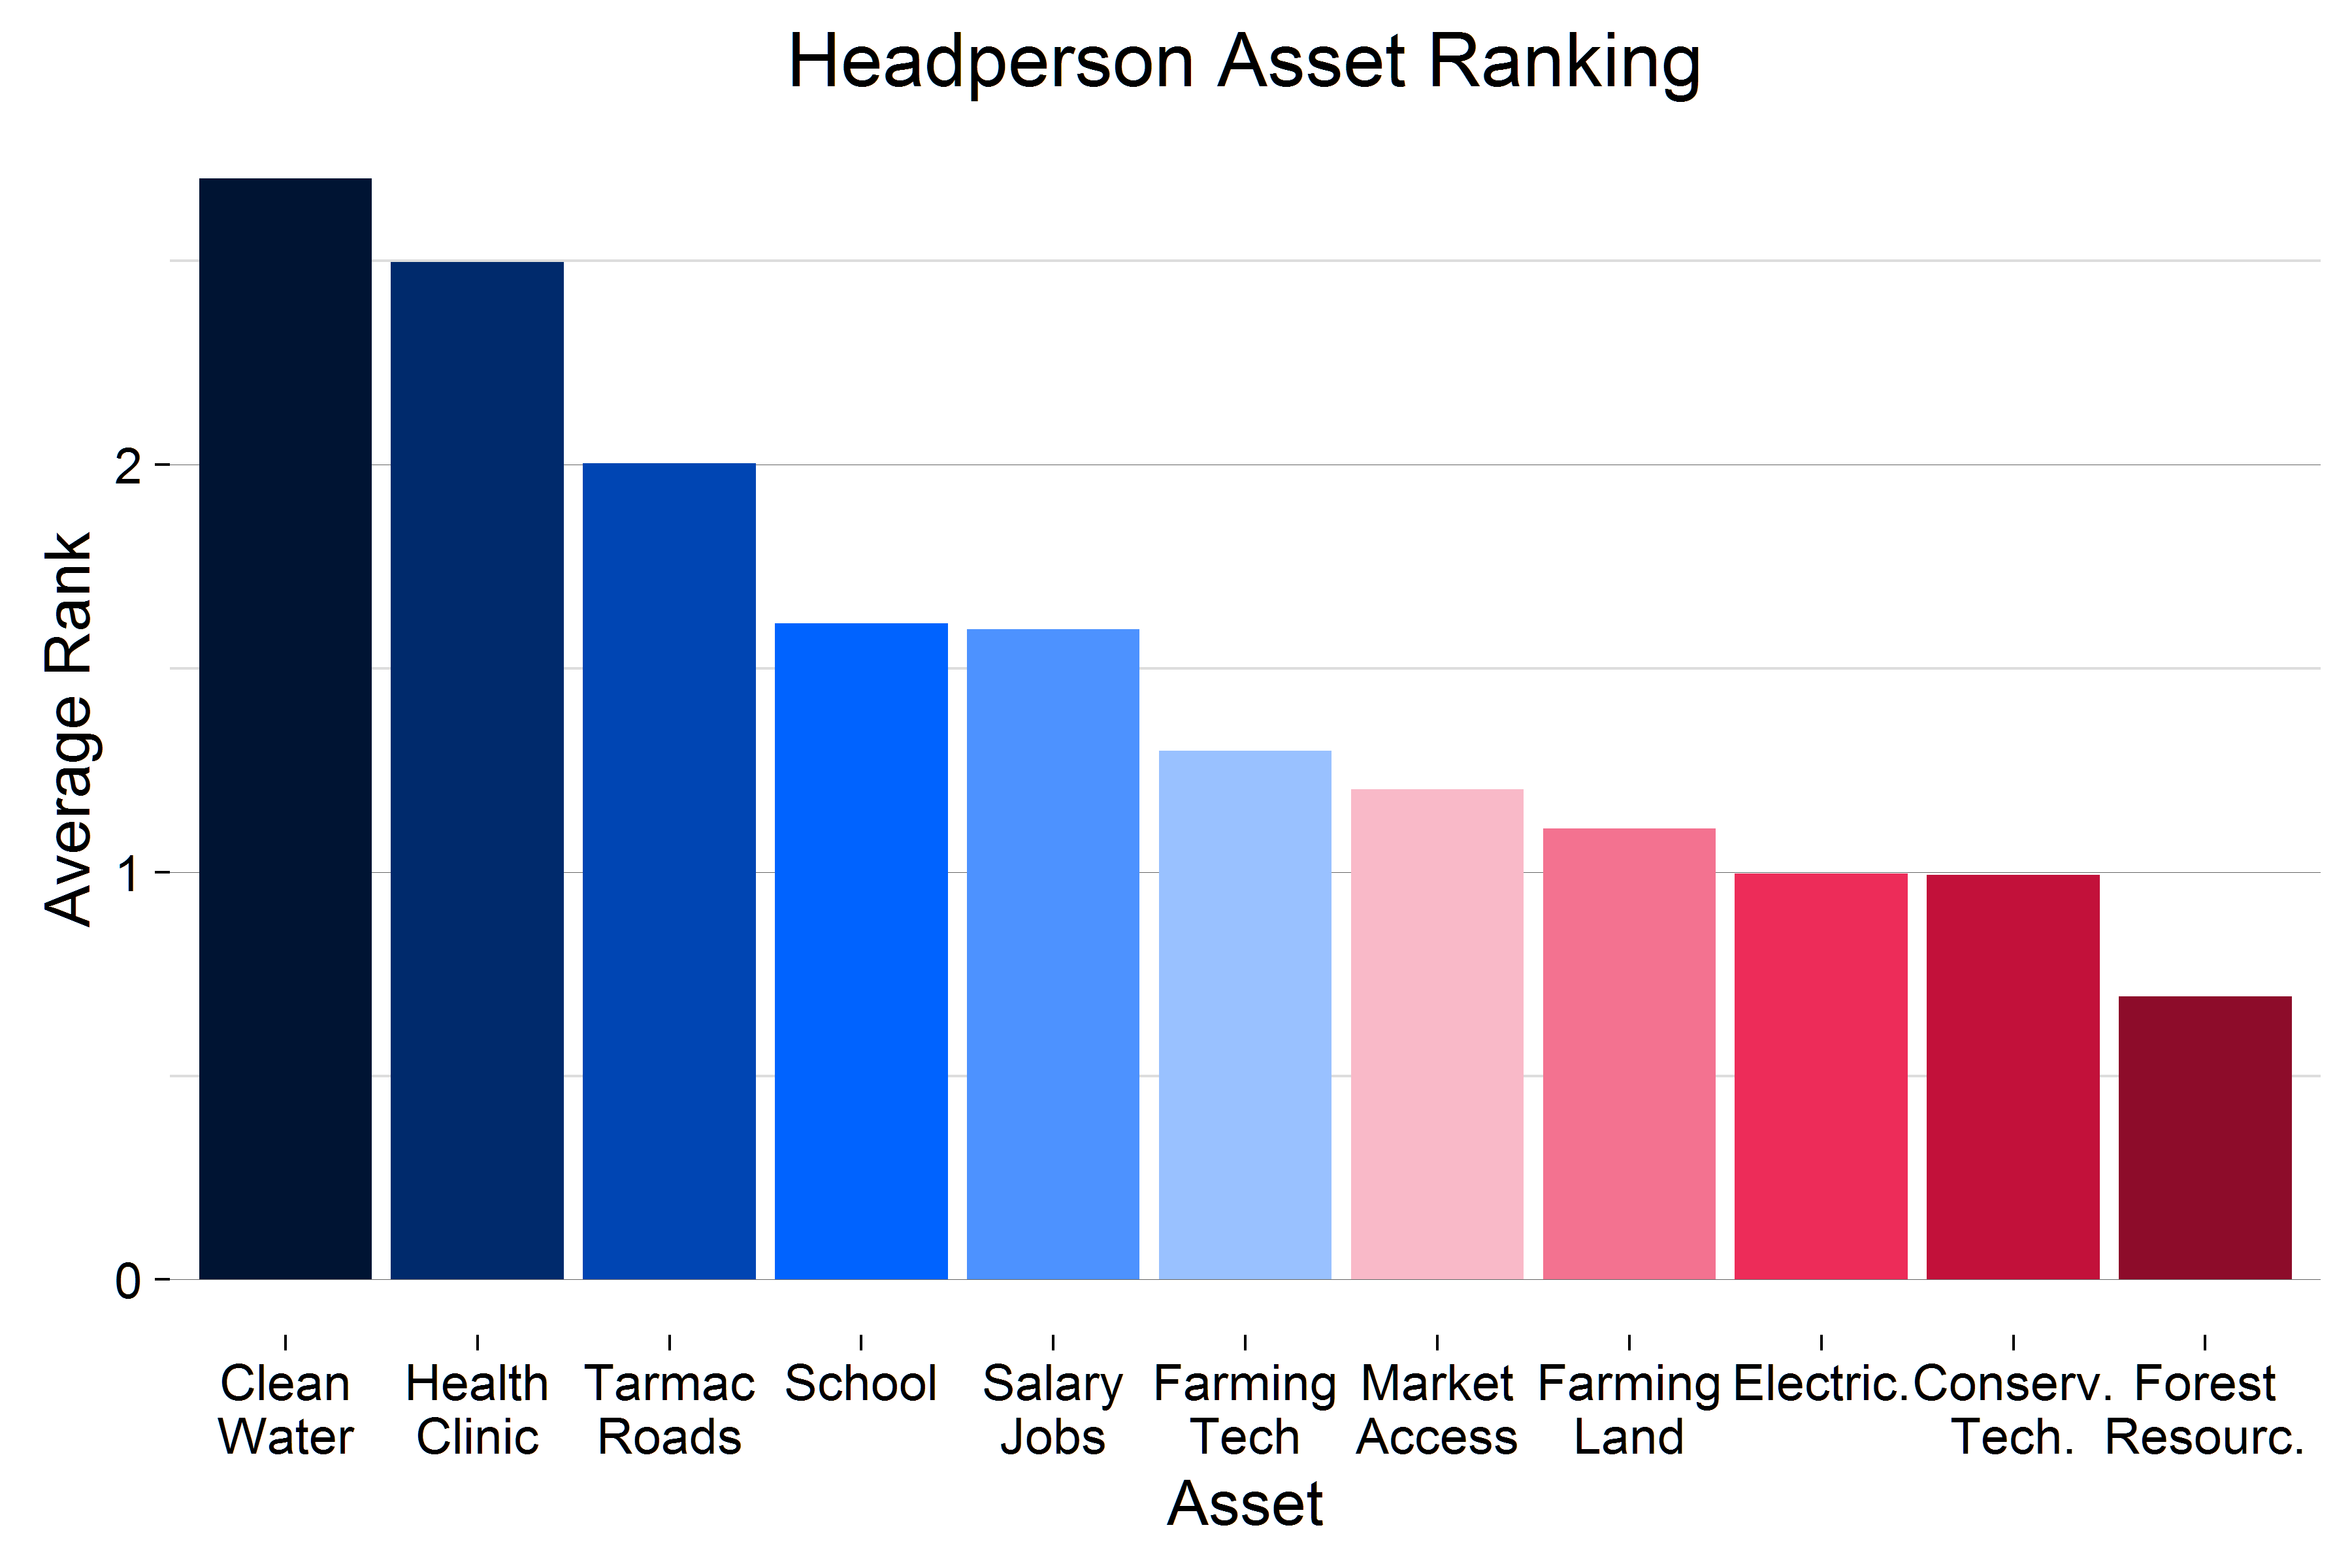 Headperson Asset Ranking
Average Rank
2
1
0
Clean Water
Health Clinic
Tarmac Roads
School
Salary Jobs
Farming Tech
Market Access
Farming Land
Electric.
Conserv. Tech.
Forest Resourc.
Asset